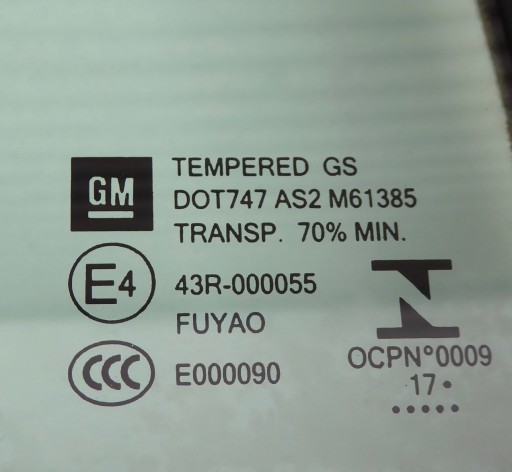 GM
TEMPERED GS
DOT747 AS2 M61385
TRANSP. 70% MIN.
E4
43R-000055
FUYAO
CCC
E000090
OCPN°0009
17•
•••••